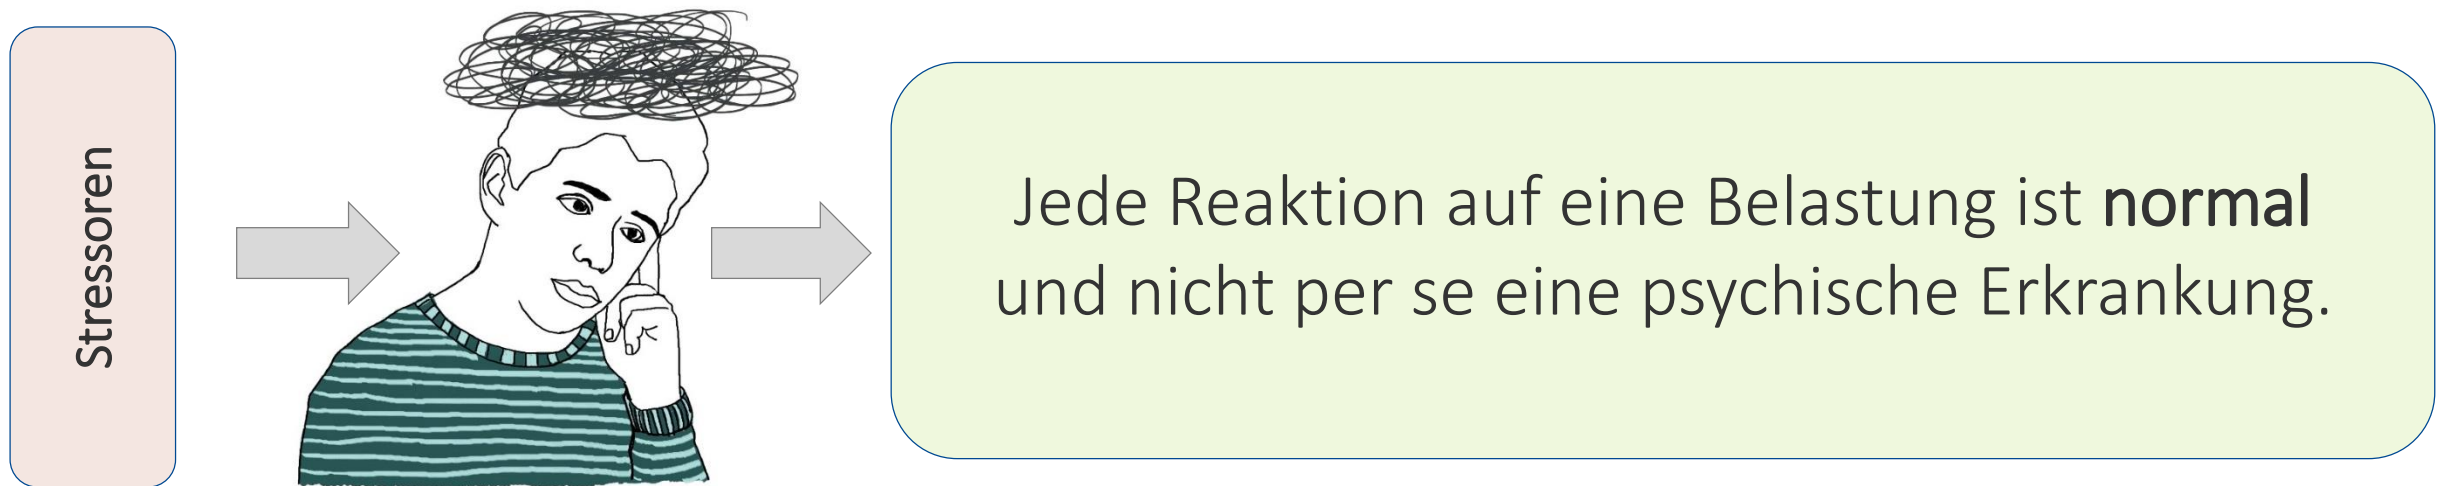 Stressoren
Jede Reaktion auf eine Belastung ist normal
und nicht per se eine psychische Erkrankung.